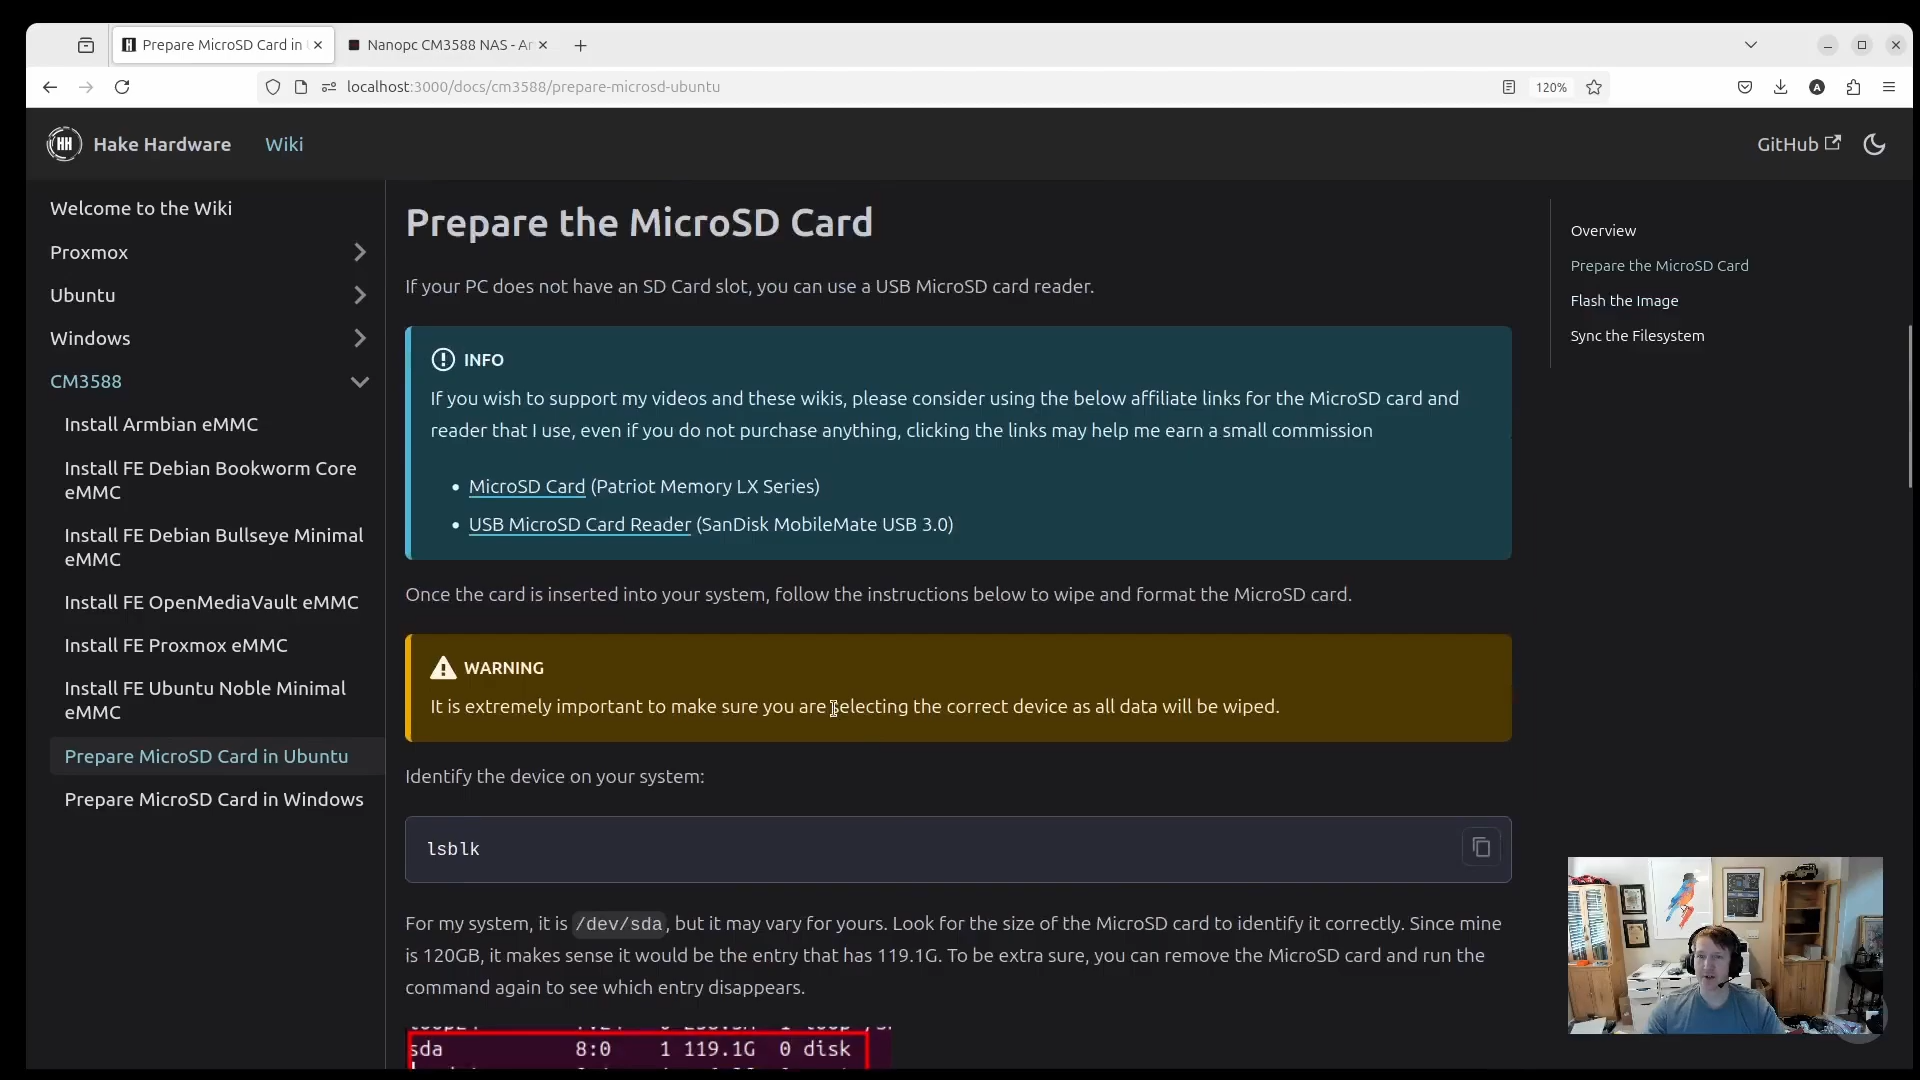 Prepare MicroSD Card in
Nanopc CM3588 NAS - Ar
localhost:3000/docs/cm3588/prepare-microsd-ubuntu
120%
A
HH
Hake Hardware
Wiki
GitHub
Welcome to the Wiki
Proxmox
Ubuntu
Windows
CM3588
Install Armbian eMMC
Install FE Debian Bookworm Core
eMMC
Install FE Debian Bullseye Minimal
eMMC
Install FE OpenMediaVault eMMC
Install FE Proxmox eMMC
Install FE Ubuntu Noble Minimal
eMMC
Prepare MicroSD Card in Ubuntu
Prepare MicroSD Card in Windows
Prepare the MicroSD Card
If your PC does not have an SD Card slot, you can use a USB MicroSD card reader.
INFO
If you wish to support my videos and these wikis, please consider using the below affiliate links for the MicroSD card and
reader that I use, even if you do not purchase anything, clicking the links may help me earn a small commission
• MicroSD Card (Patriot Memory LX Series)
• USB MicroSD Card Reader (SanDisk MobileMate USB 3.0)
Once the card is inserted into your system, follow the instructions below to wipe and format the MicroSD card.
WARNING
It is extremely important to make sure you are selecting the correct device as all data will be wiped.
Identify the device on your system:
lsblk
For my system, it is /dev/sda, but it may vary for yours. Look for the size of the MicroSD card to identify it correctly. Since mine
is 120GB, it makes sense it would be the entry that has 119.1G. To be extra sure, you can remove the MicroSD card and run the
command again to see which entry disappears.
sda 8:0 1 119.1G 0 disk
Overview
Prepare the MicroSD Card
Flash the Image
Sync the Filesystem